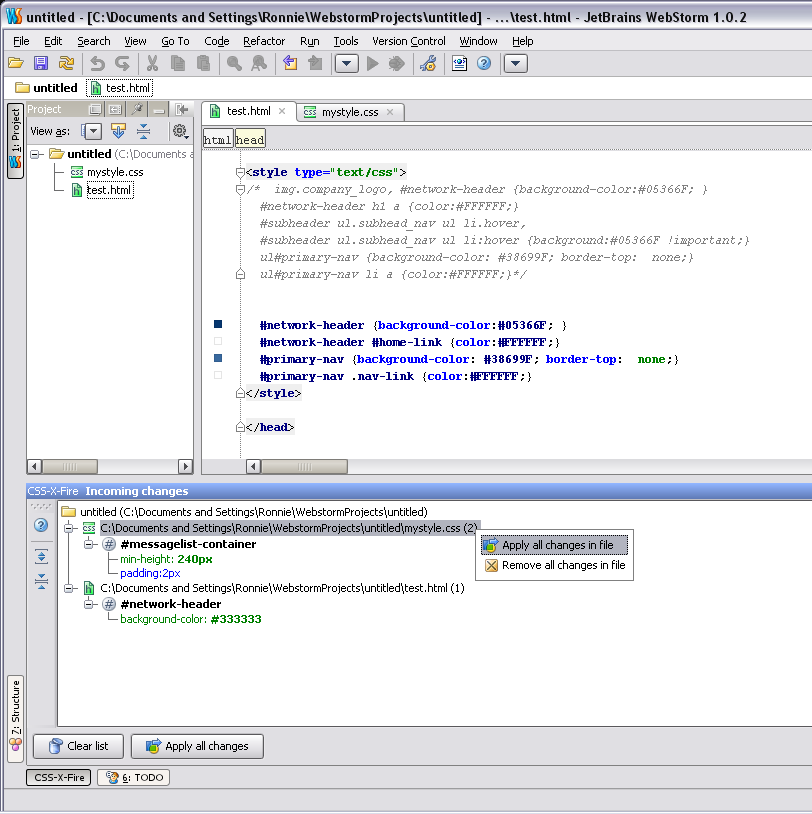 untitled - [C:\Documents and Settings\Ronnie\WebstormProjects\untitled] - ...\test.html - JetBrains WebStorm 1.0.2
File Edit Search View Go To Code Refactor Run Tools Version Control Window Help
untitled test.html
Project
test.html mystyle.css
1: Project
View as:
html head
untitled (C:\Documents a
mystyle.css
test.html
<style type="text/css">
/*  img.company_logo, #network-header {background-color:#05366F; }
#network-header h1 a {color:#FFFFFF;}
#subheader ul.subhead_nav ul li.hover,
#subheader ul.subhead_nav ul li:hover {background:#05366F !important;}
ul#primary-nav {background-color: #38699F; border-top:  none;}
ul#primary-nav li a {color:#FFFFFF;}*/
#network-header {background-color:#05366F; }
#network-header #home-link {color:#FFFFFF;}
#primary-nav {background-color: #38699F; border-top:  none;}
#primary-nav .nav-link {color:#FFFFFF;}
</style>
</head>
CSS-X-Fire Incoming changes
untitled (C:\Documents and Settings\Ronnie\WebstormProjects\untitled)
C:\Documents and Settings\Ronnie\WebstormProjects\untitled\mystyle.css (2)
#messagelist-container
min-height: 240px
padding:2px
C:\Documents and Settings\Ronnie\WebstormProjects\untitled\test.html (1)
#network-header
background-color: #333333
Apply all changes in file
Remove all changes in file
Z: Structure
Clear list Apply all changes
CSS-X-Fire 6: TODO